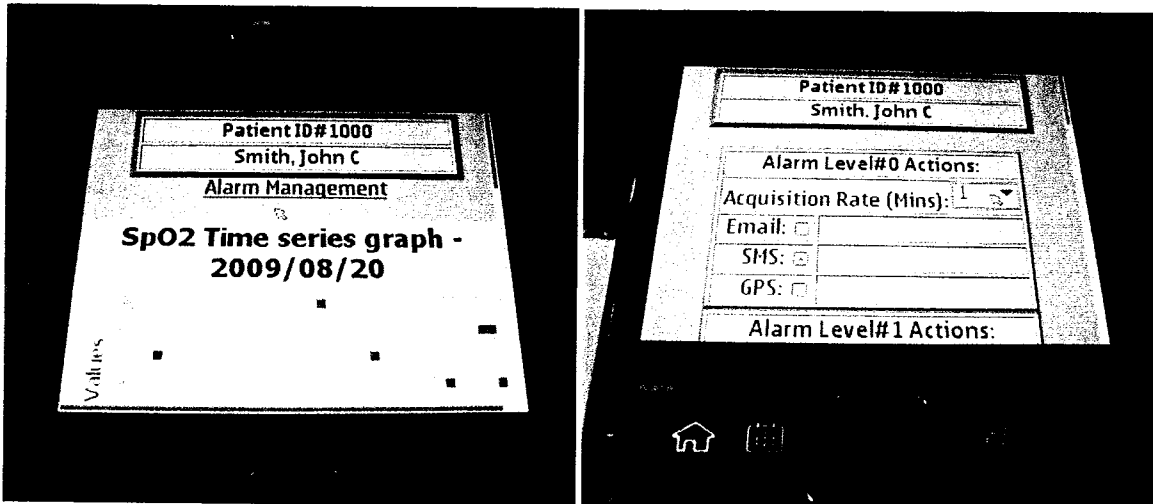 Patient ID#1000
Smith, John C
Alarm Management
SpO2 Time series graph -
2009/08/20
Values
Patient ID#1000
Smith, John C
Alarm Level#0 Actions:
Acquisition Rate (Mins): 1
Email:
SMS:
GPS:
Alarm Level#1 Actions: